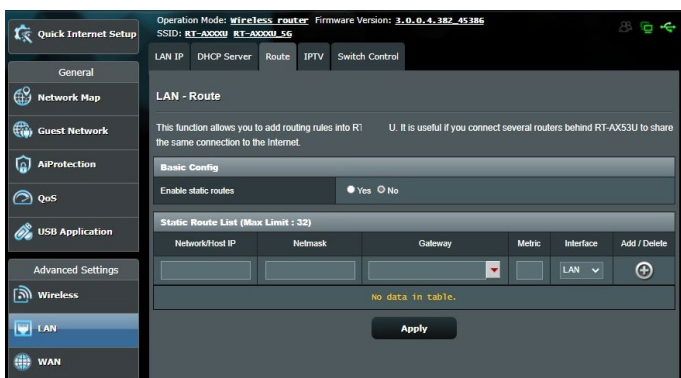 Operation Mode: Wireless router Firmware Version: 3.0.0.4.382_45386
SSID: RT-AXXXU RT-AXXXU_5G
Quick Internet Setup
General
Network Map
Guest Network
AiProtection
QoS
USB Application
Advanced Settings
Wireless
LAN
WAN
LAN IP DHCP Server Route IPTV Switch Control
LAN - Route
This function allows you to add routing rules into RT U. It is useful if you connect several routers behind RT-AX53U to share
the same connection to the Internet.
Basic Config
Enable static routes Yes No
Static Route List (Max Limit : 32)
Network/Host IP Netmask Gateway Metric Interface Add / Delete
LAN
No data in table.
Apply